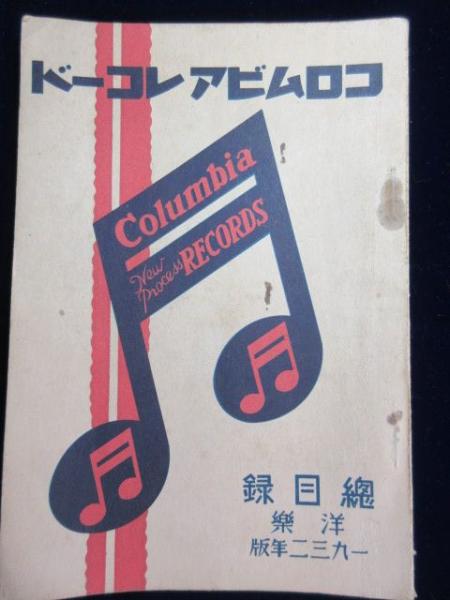 コロムビアレコード
Columbia
New Process RECORDS
總目録
洋樂
一九三二年版